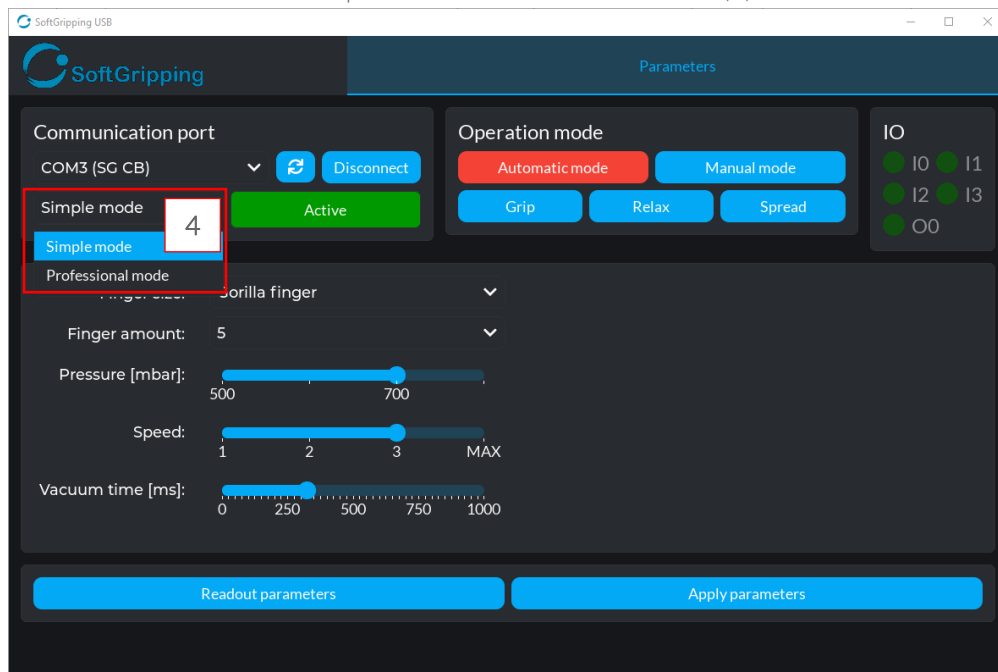 SoftGripping USB
SoftGripping
Parameters
Communication port
COM3 (SG CB)
Disconnect
Simple mode
4
Active
Simple mode
Professional mode
Operation mode
Automatic mode
Manual mode
Grip
Relax
Spread
IO
I0
I1
I2
I3
O0
Gorilla finger
Finger amount:
5
Pressure [mbar]:
500
700
Speed:
1
2
3
MAX
Vacuum time [ms]:
0
250
500
750
1000
Readout parameters
Apply parameters